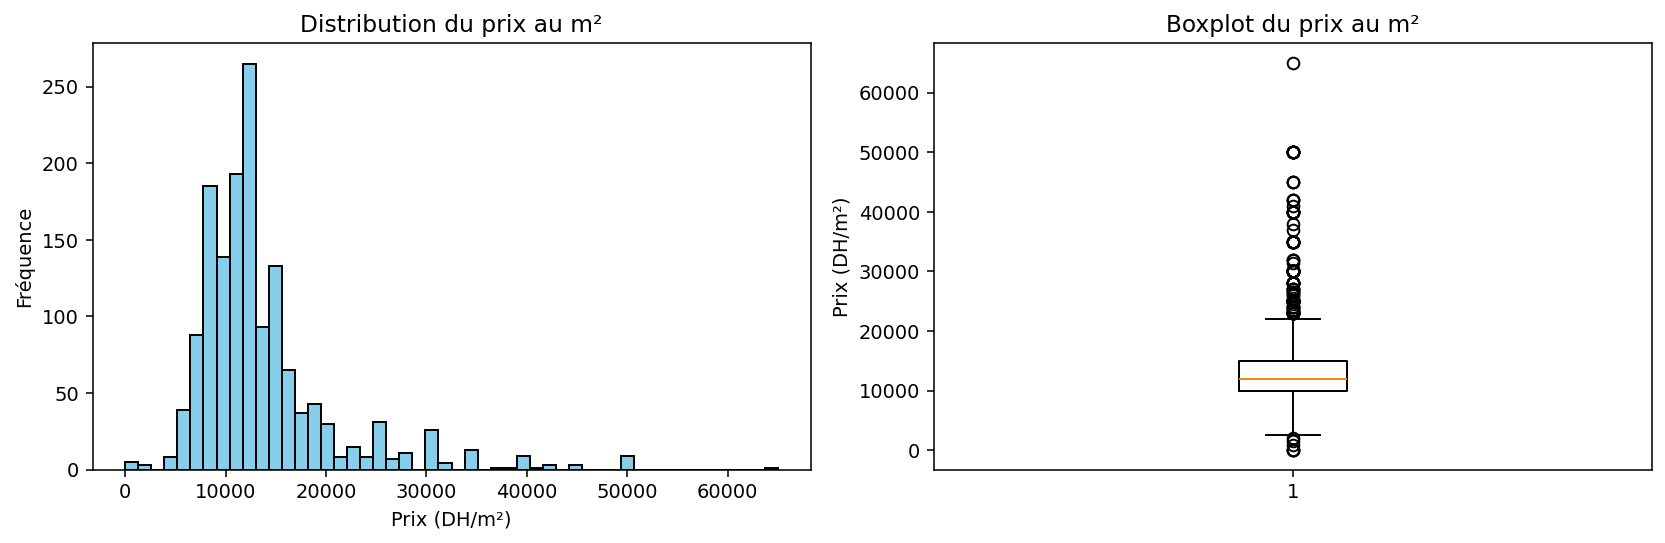 Distribution du prix au m²
Fréquence
250
200
150
100
50
0
0 10000 20000 30000 40000 50000 60000
Prix (DH/m²)
Boxplot du prix au m²
Prix (DH/m²)
60000
50000
40000
30000
20000
10000
0
1